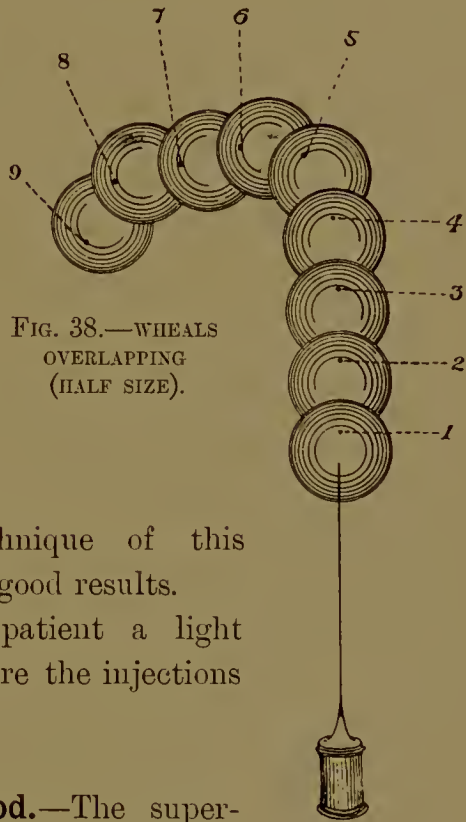 7
6
5
8
9
4
3
2
1
FIG. 38.—WHEALS
OVERLAPPING
(HALF SIZE).
hnique of this
good results.
patient a light
re the injections
od.—The super-